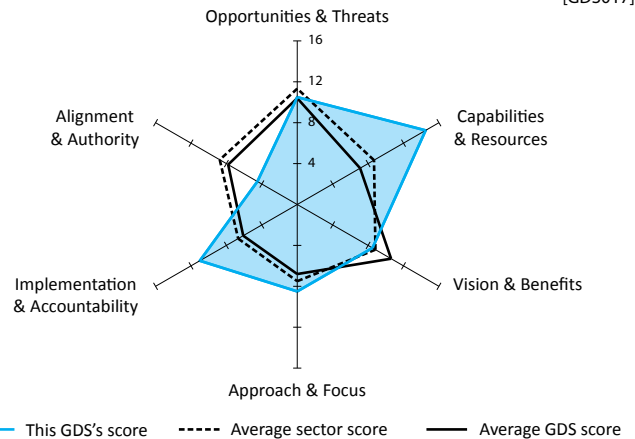 Opportunities & Threats
16
12
8
4
Alignment
& Authority
Capabilities
& Resources
Implementation
& Accountability
Vision & Benefits
Approach & Focus
This GDS's score
Average sector score
Average GDS score